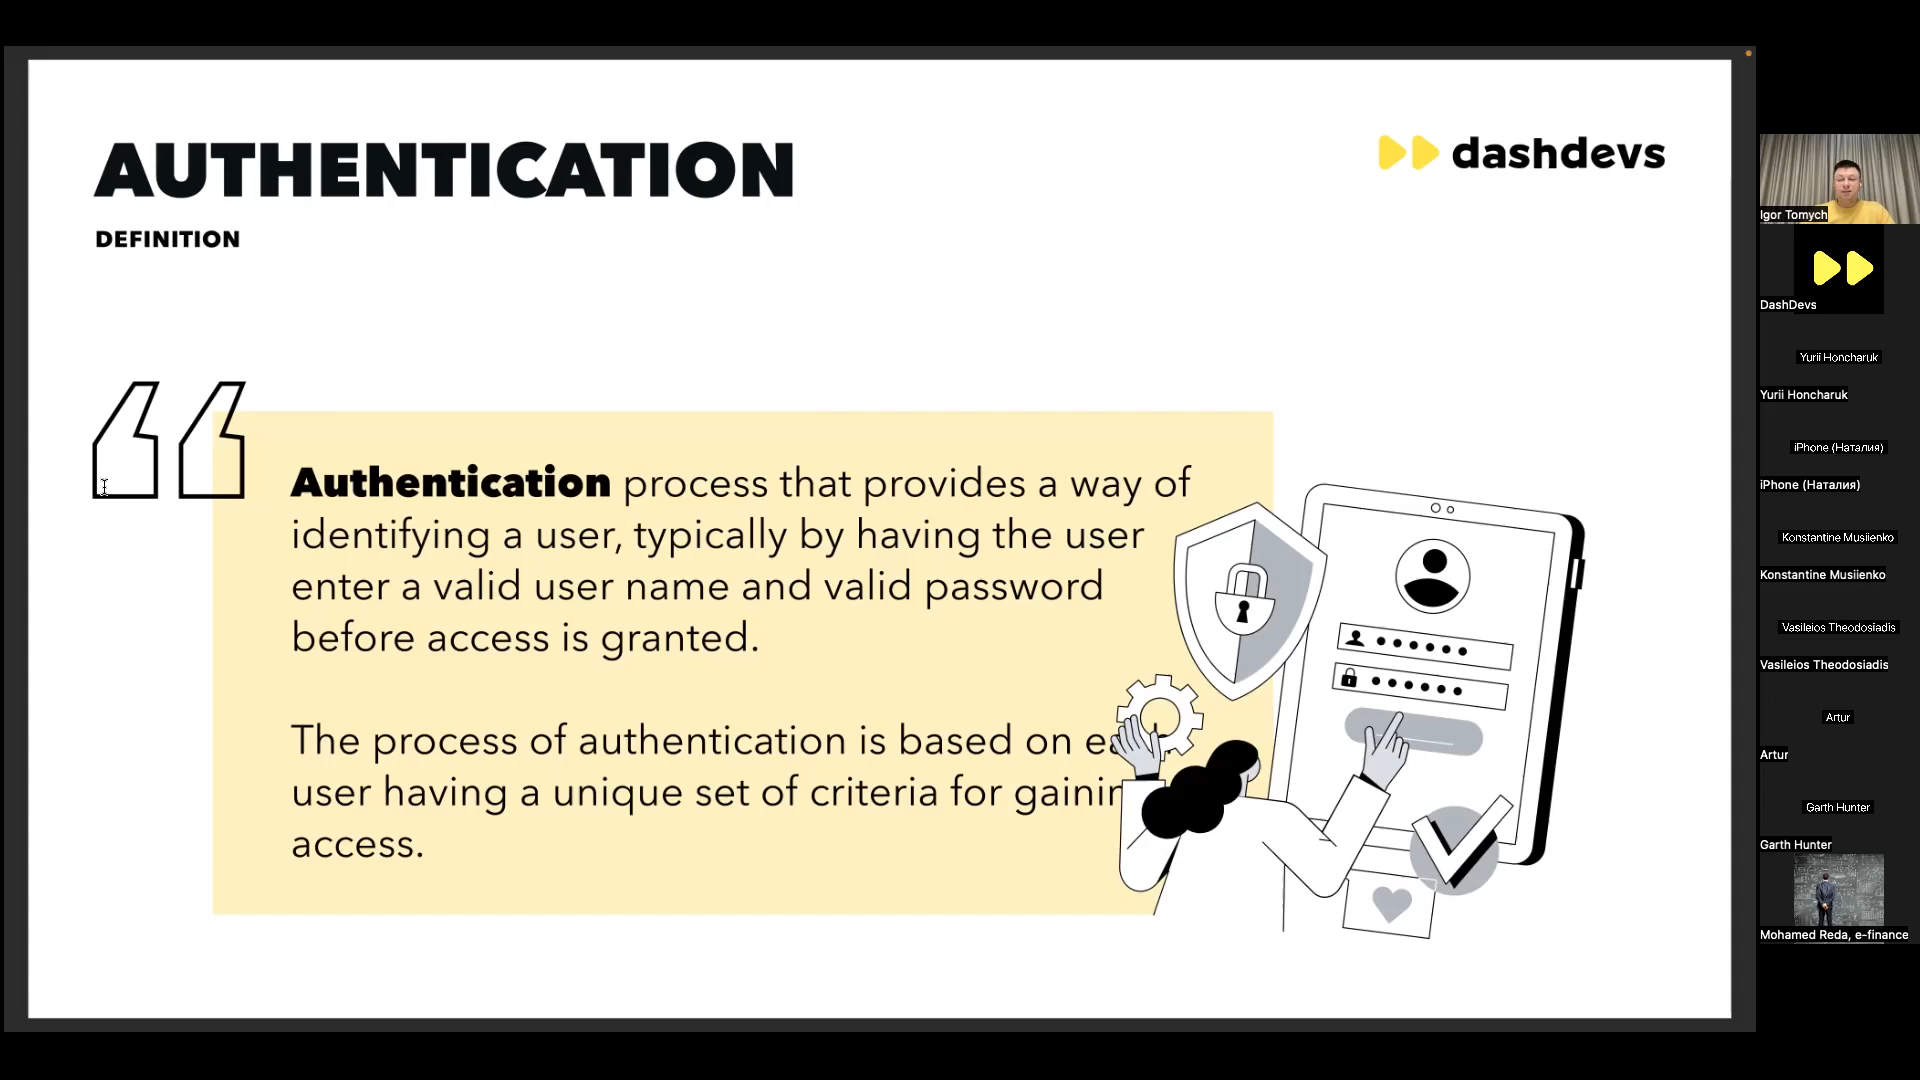 AUTHENTICATION
dashdevs
DEFINITION
Authentication process that provides a way of
identifying a user, typically by having the user
enter a valid user name and valid password
before access is granted.
The process of authentication is based on
user having a unique set of criteria for
access.
Igor Tomych
DashDevs
Yurii Honcharuk
Yurii Honcharuk
iPhone (Наталия)
iPhone (Наталия)
Konstantine Musiienko
Konstantine Musiienko
Vasileios Theodosiadis
Vasileios Theodosiadis
Artur
Artur
Garth Hunter
Garth Hunter
Mohamed Reda, e-finance